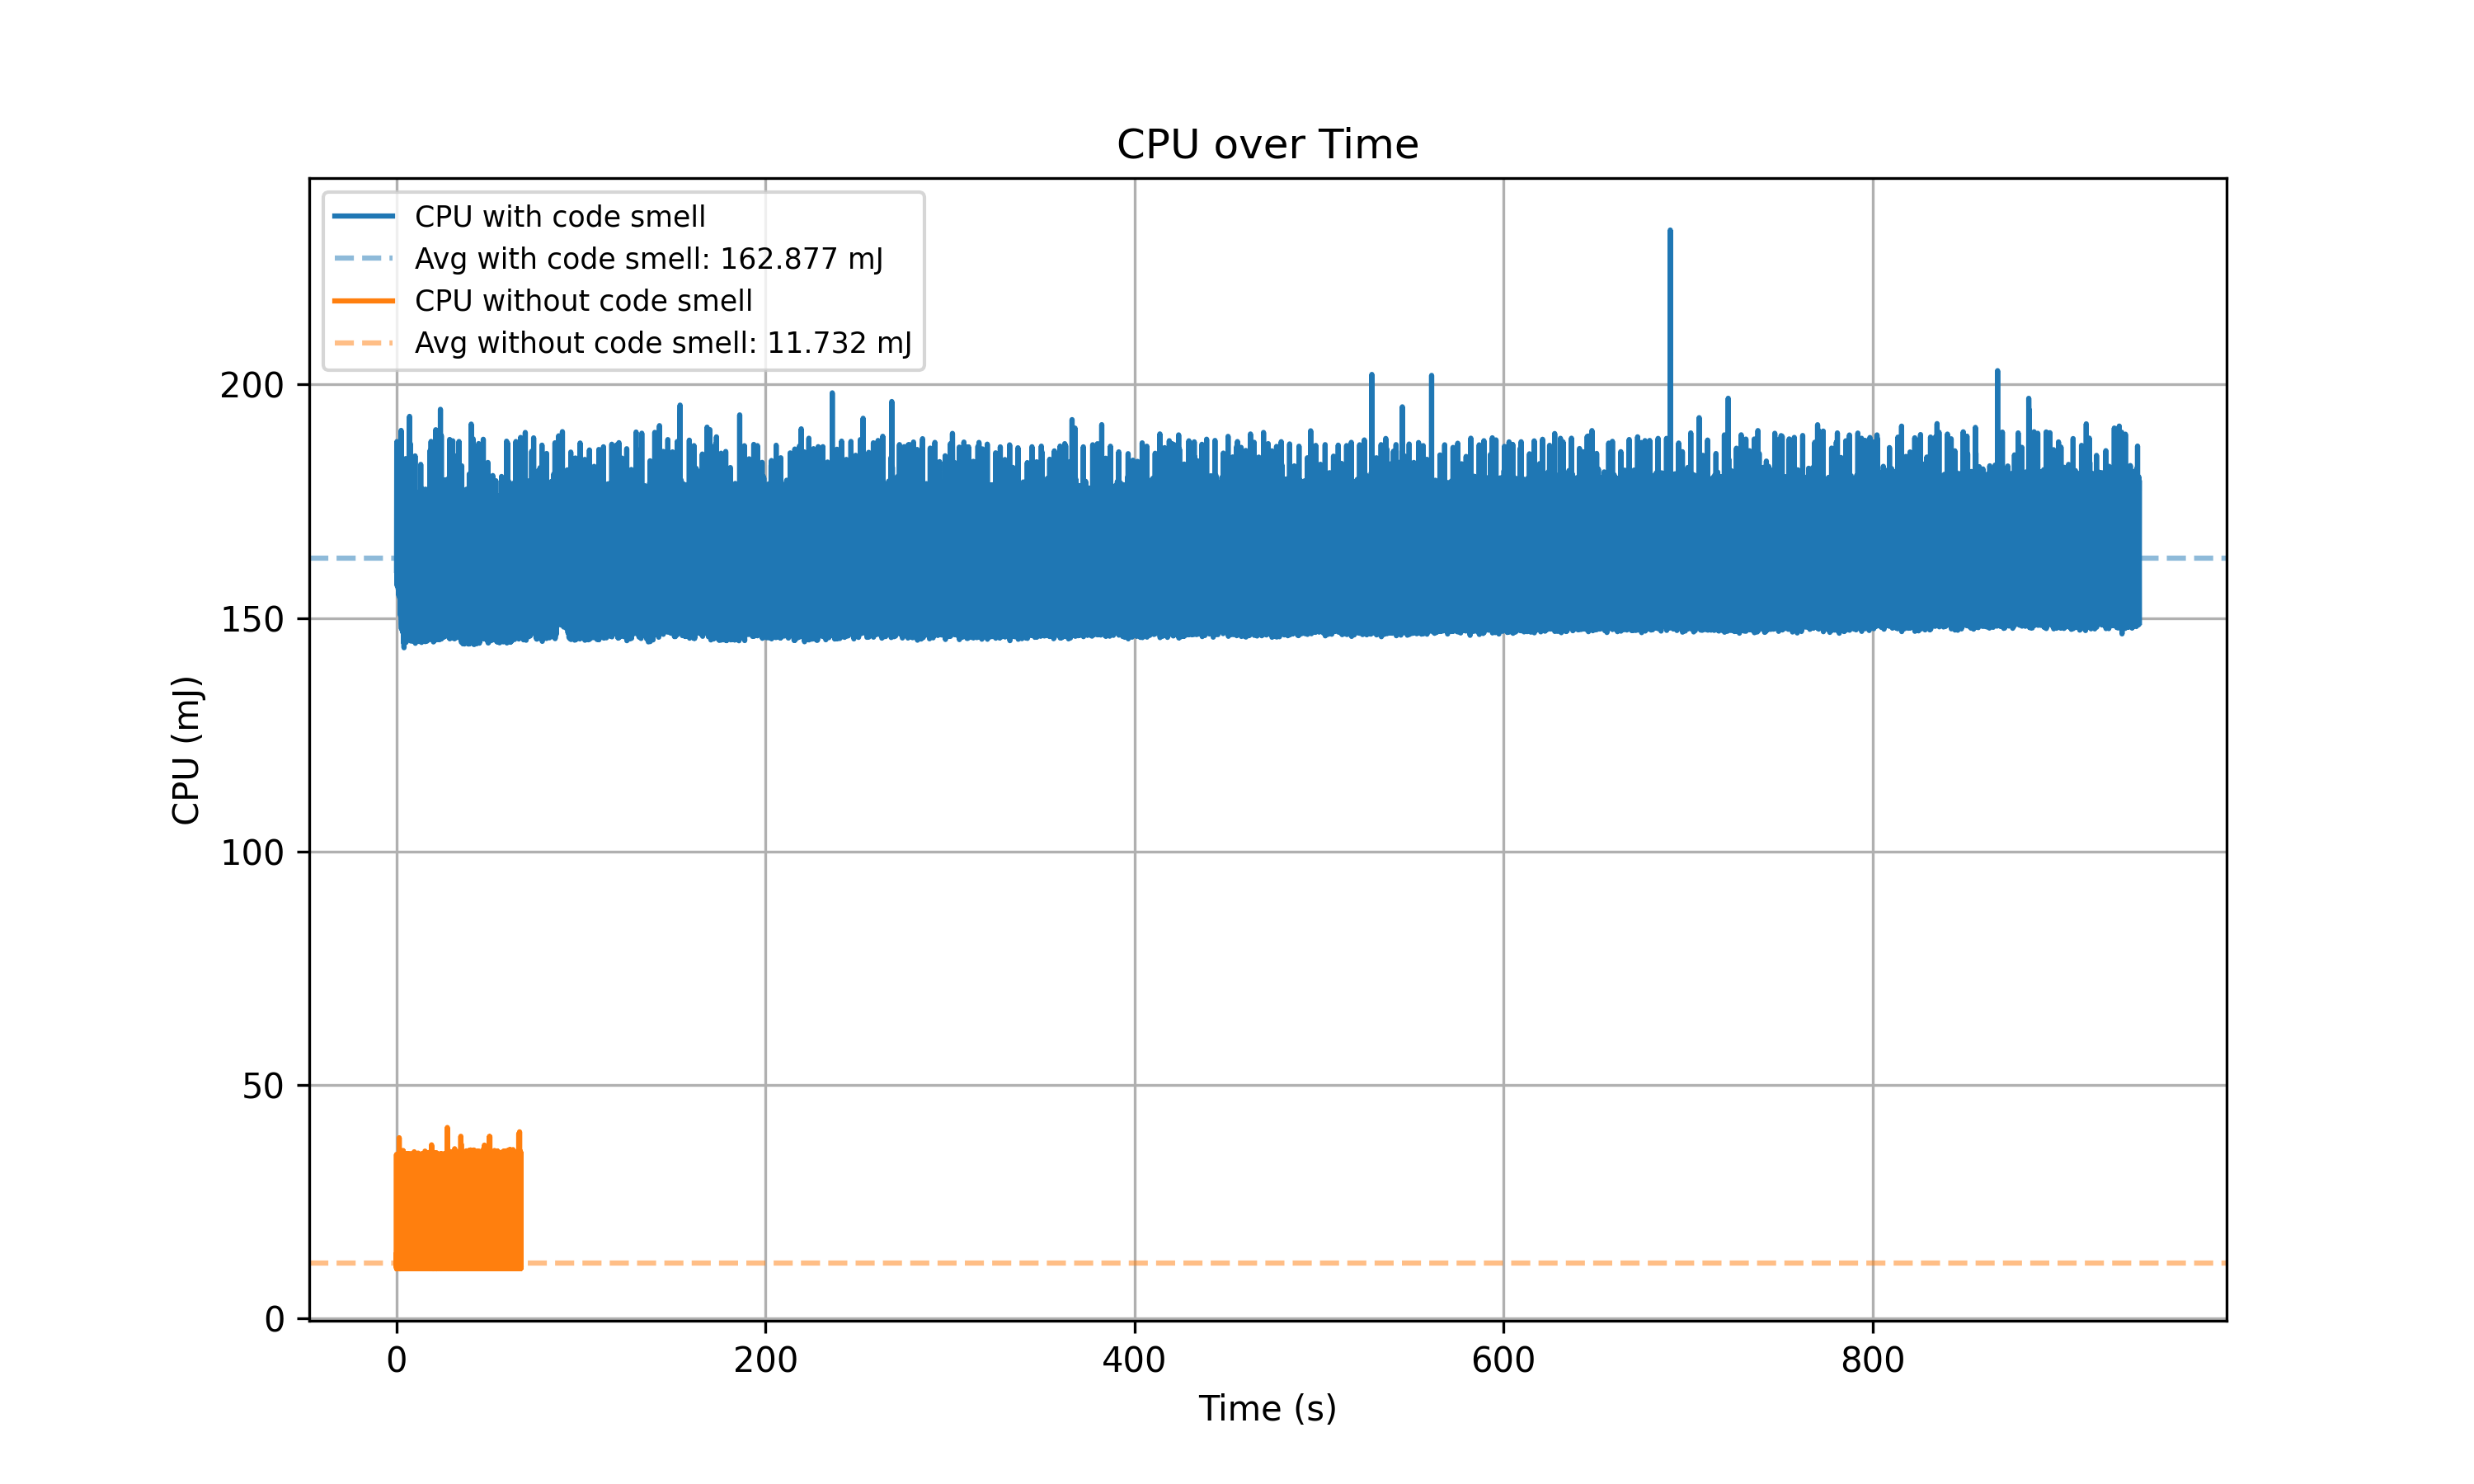 CPU over Time
CPU with code smell
Avg with code smell: 162.877 mJ
CPU without code smell
Avg without code smell: 11.732 mJ
200
150
100
50
0
CPU (mJ)
0 200 400 600 800
Time (s)